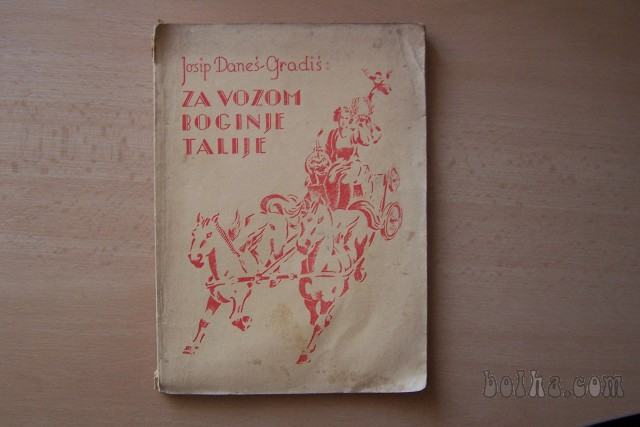 Josip Daneš-Gradiš:
ZA VOZOM
BOGINJE
TALIJE
bolha.com